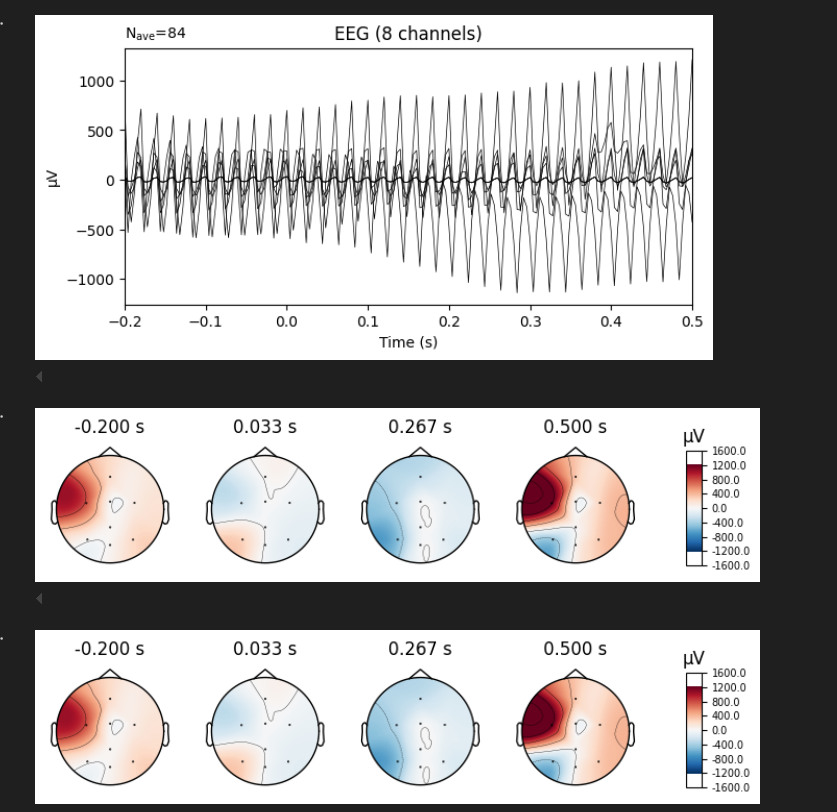 N_ave=84
EEG (8 channels)
1000
500
0
−500
−1000
µV
−0.2
−0.1
0.0
0.1
0.2
0.3
0.4
0.5
Time (s)
-0.200 s
0.033 s
0.267 s
0.500 s
µV
1600.0
1200.0
800.0
400.0
0.0
-400.0
-800.0
-1200.0
-1600.0
-0.200 s
0.033 s
0.267 s
0.500 s
µV
1600.0
1200.0
800.0
400.0
0.0
-400.0
-800.0
-1200.0
-1600.0